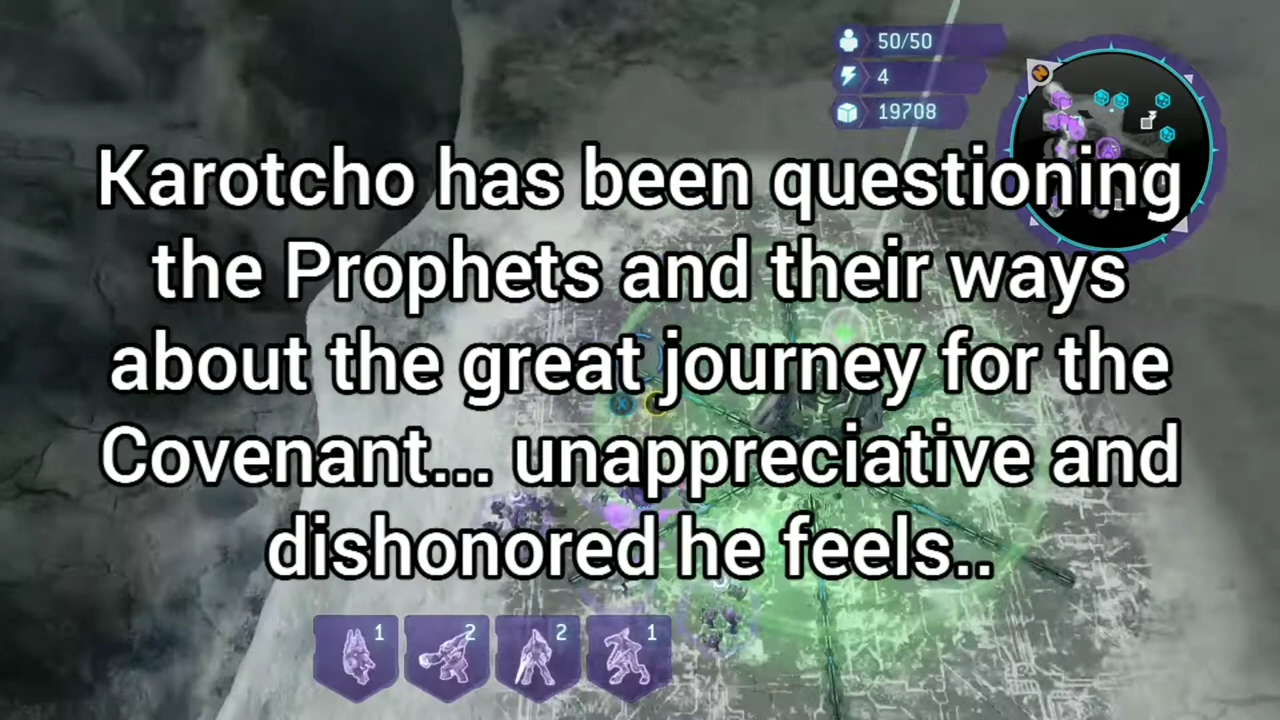 50/50
4
19708
N
Karotcho has been questioning
the Prophets and their ways
about the great journey for the
Covenant... unappreciative and
X
dishonored he feels..
1
2
2
1